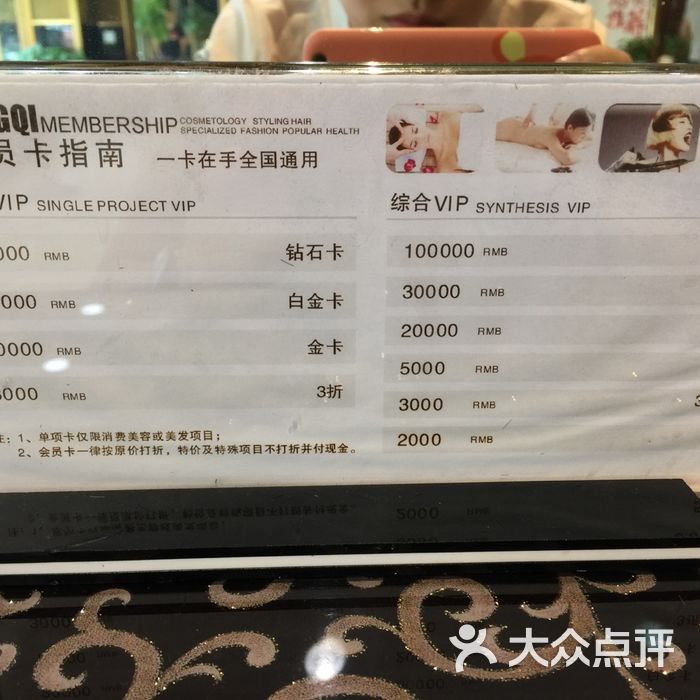 GQI MEMBERSHIP COSMETOLOGY STYLING HAIR
SPECIALIZED FASHION POPULAR HEALTH
员卡指南 一卡在手全国通用
VIP SINGLE PROJECT VIP
000 RMB 钻石卡
000 RMB 白金卡
0000 RMB 金卡
000 RMB 3折
注：1、单项卡仅限消费美容或美发项目；
2、会员卡一律按原价打折，特价及特殊项目不打折并付现金。
综合VIP SYNTHESIS VIP
100000 RMB
30000 RMB
20000 RMB
5000 RMB
3000 RMB 3
2000 RMB
大众点评